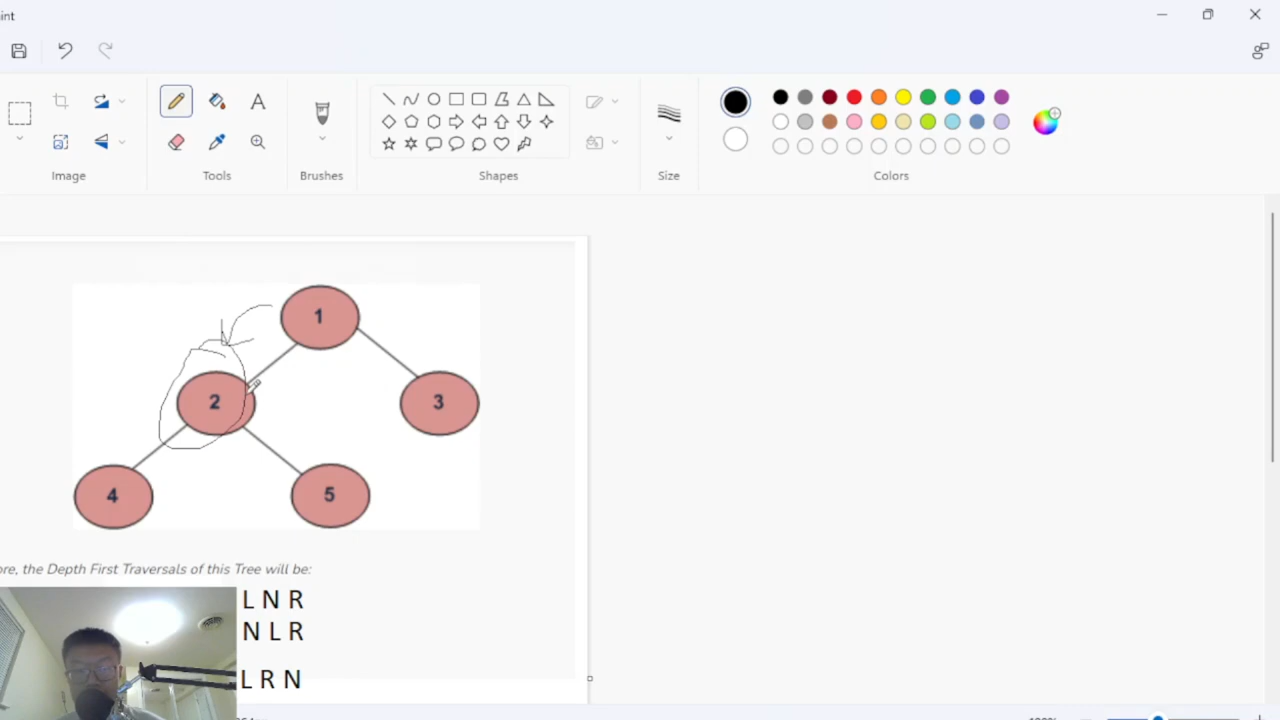 int
A
Image
Tools
Brushes
Shapes
Size
Colors
1
2
3
4
5
ore, the Depth First Traversals of this Tree will be:
L N R
N L R
L R N